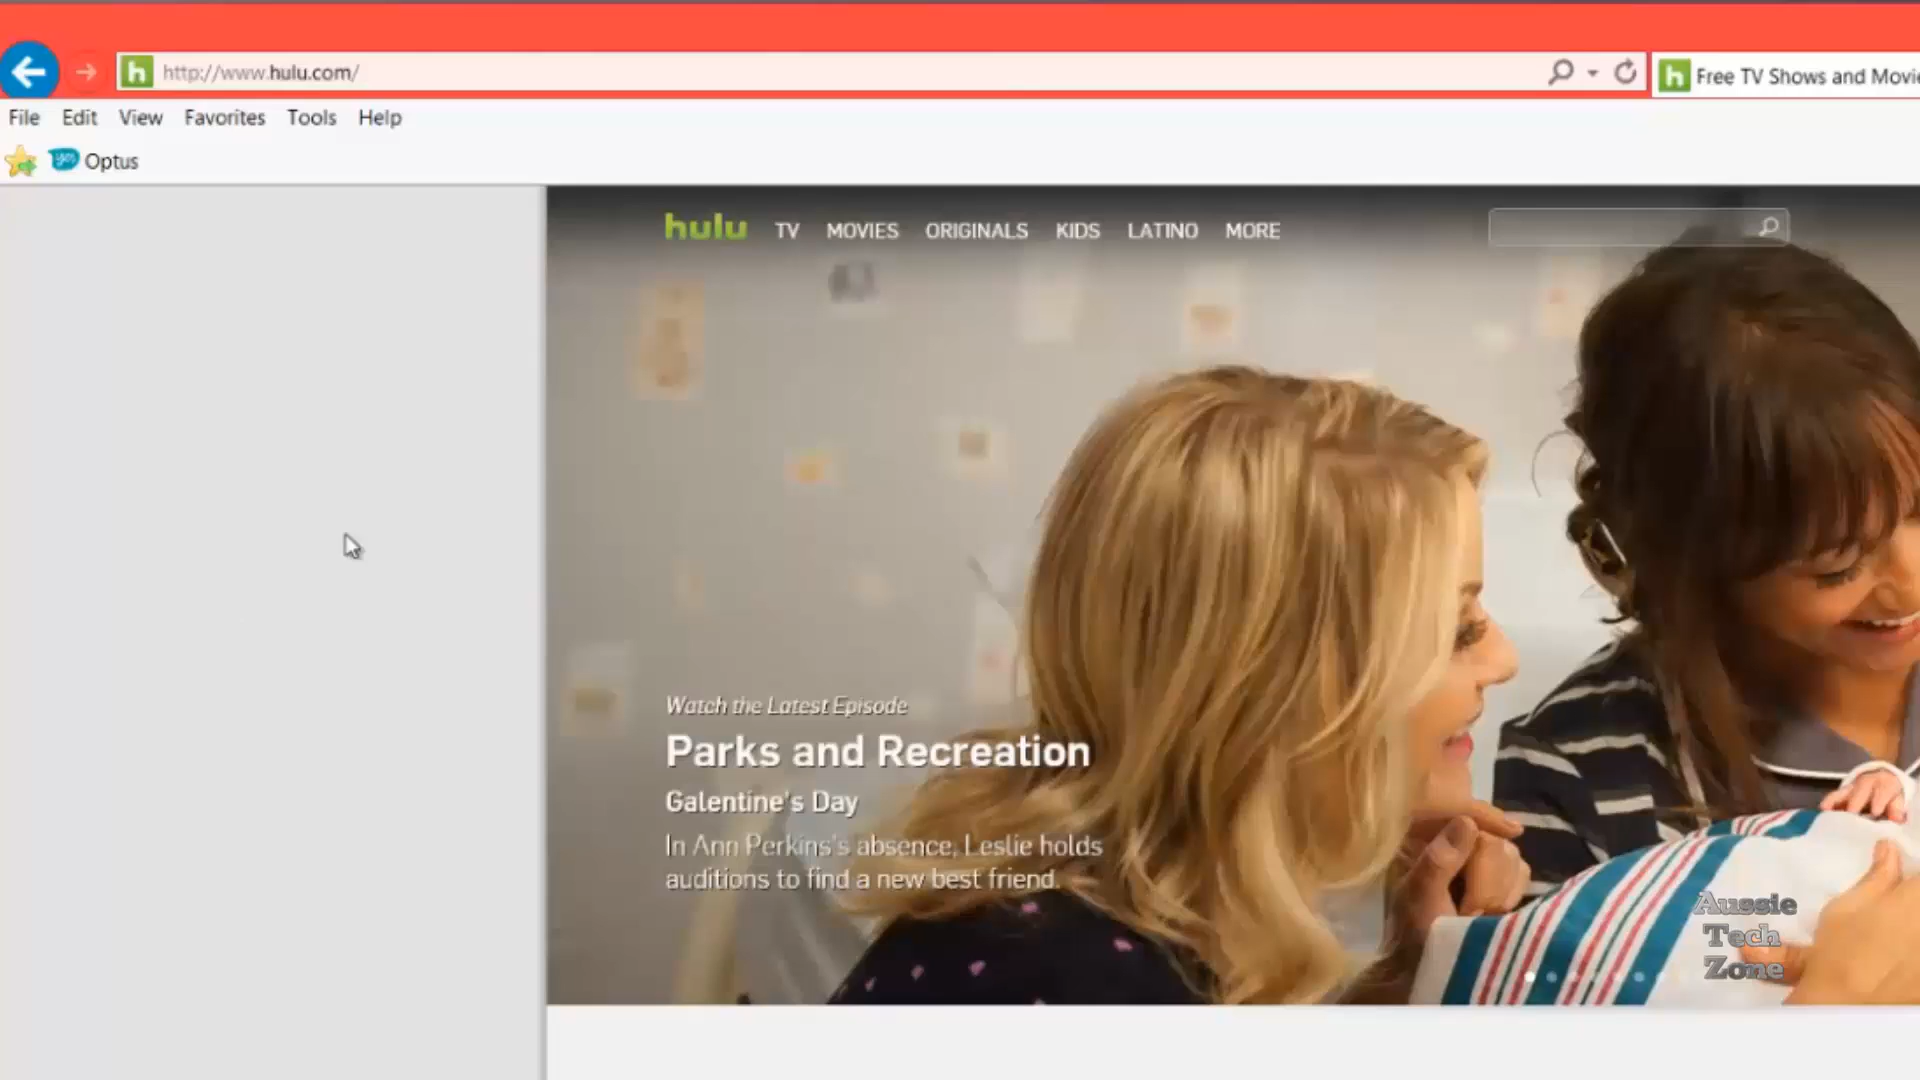 http://www.hulu.com/
Free TV Shows and Movie
File Edit View Favorites Tools Help
yes Optus
hulu TV MOVIES ORIGINALS KIDS LATINO MORE
Watch the Latest Episode
Parks and Recreation
Galentine's Day
In Ann Perkins's absence, Leslie holds
auditions to find a new best friend.
Aussie
Tech
Zone